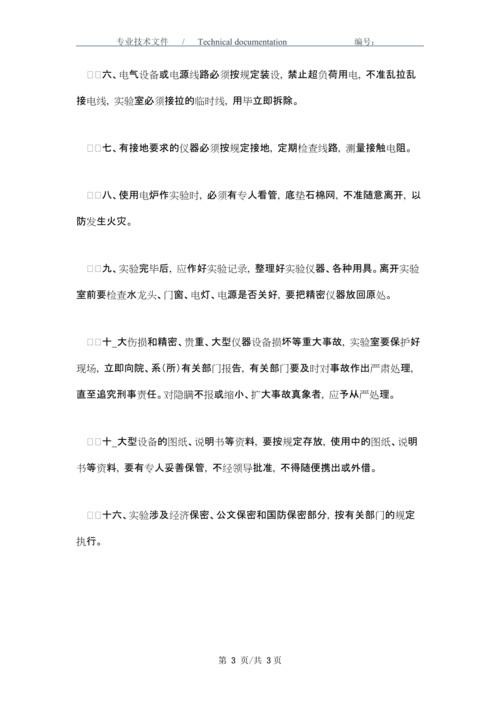 专业技术文件 / Technical documentation 编号：
□□六、电气设备或电源线路必须按规定装设，禁止超负荷用电，不准乱拉乱
接电线，实验室必须接拉的临时线，用毕立即拆除。
□□七、有接地要求的仪器必须按规定接地，定期检查线路，测量接触电阻。
□□八、使用电炉作实验时，必须有专人看管，底垫石棉网，不准随意离开，以
防发生火灾。
□□九、实验完毕后，应作好实验记录，整理好实验仪器、各种用具。离开实验
室前要检查水龙头、门窗、电灯、电源是否关好，要把精密仪器放回原处。
□□十_大伤损和精密、贵重、大型仪器设备损坏等重大事故，实验室要保护好
现场，立即向院、系（所）有关部门报告，有关部门要及时对事故作出严肃处理，
直至追究刑事责任。对隐瞒不报或缩小、扩大事故真象者，应予从严处理。
□□十_大型设备的图纸、说明书等资料，要按规定存放，使用中的图纸、说明
书等资料，要有专人妥善保管，不经领导批准，不得随便携出或外借。
□□十六、实验涉及经济保密、公文保密和国防保密部分，按有关部门的规定
执行。
第 3 页/共 3 页